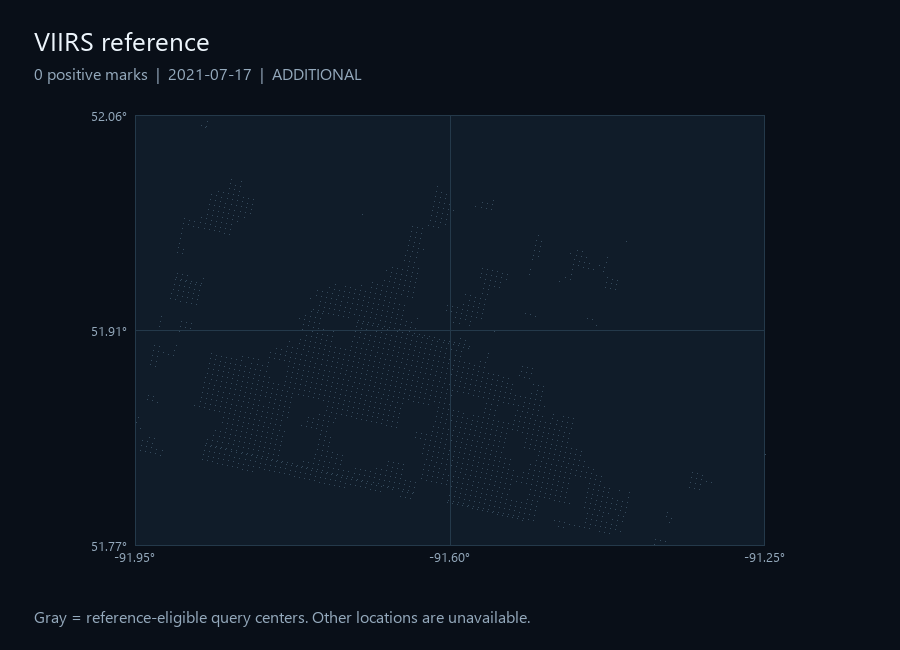 VIIRS reference
0 positive marks | 2021-07-17 | ADDITIONAL
52.06°
51.91°
51.77°
-91.95° -91.60° -91.25°
Gray = reference-eligible query centers. Other locations are unavailable.